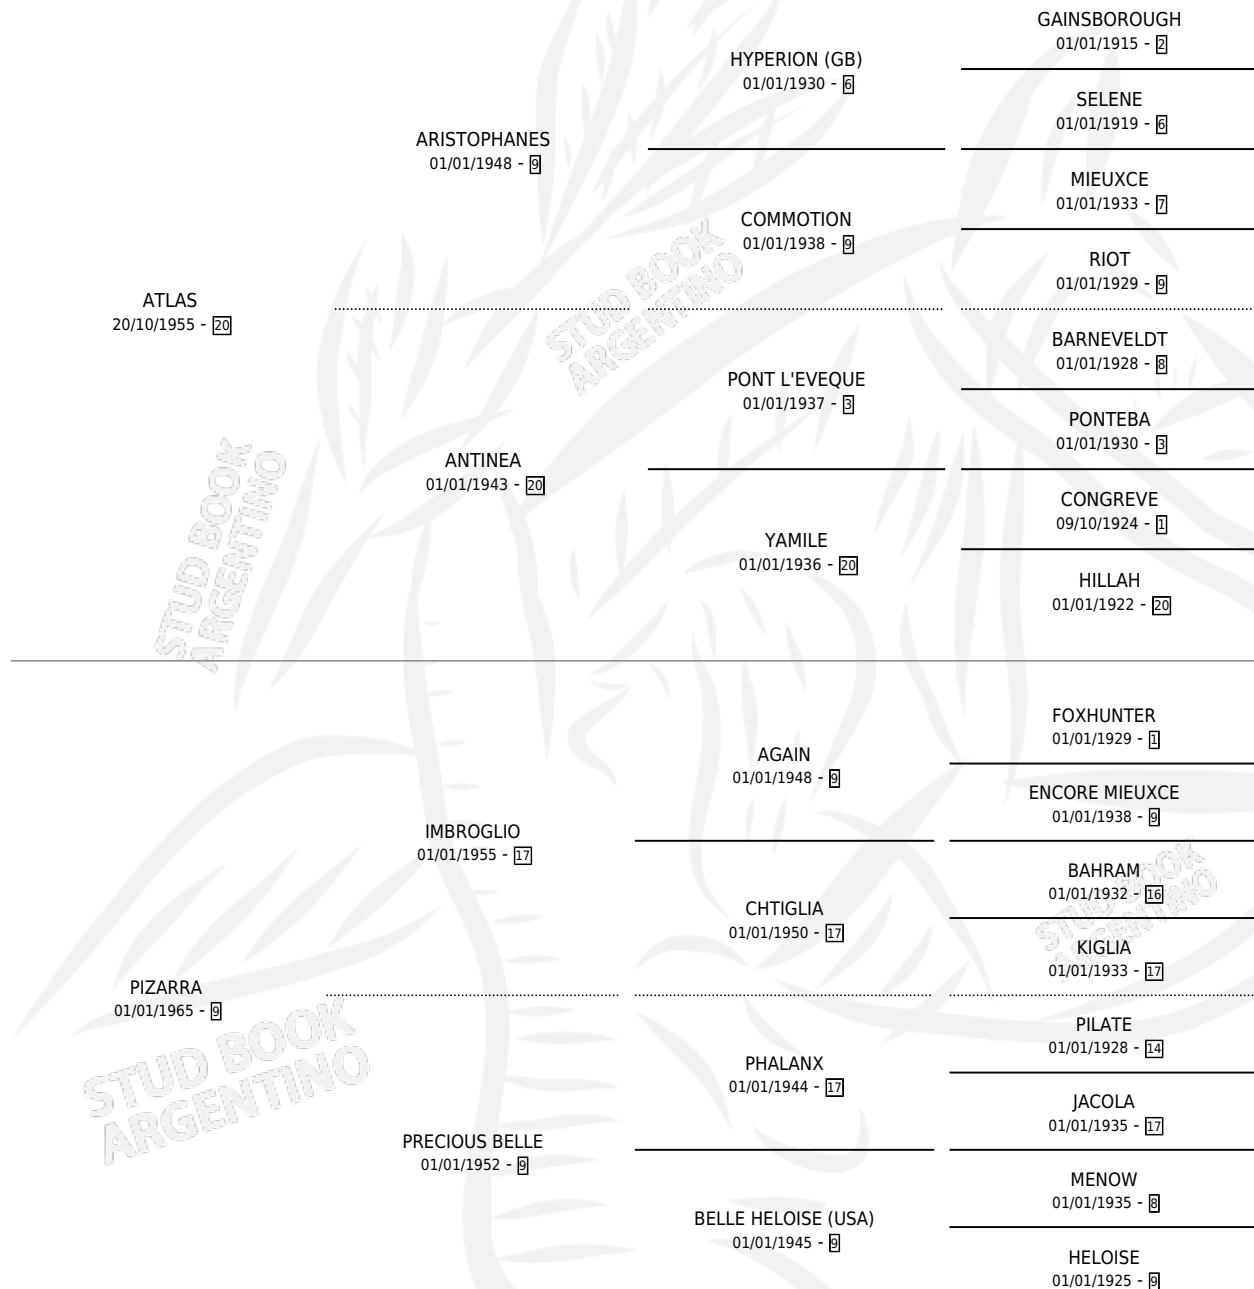 GAINSBOROUGH
01/01/1915 - 2
HYPERION (GB)
01/01/1930 - 6
SELENE
01/01/1919 - 6
ARISTOPHANES
01/01/1948 - 9
MIEUXCE
01/01/1933 - 7
COMMOTION
01/01/1938 - 9
RIOT
01/01/1929 - 9
ATLAS
20/10/1955 - 20
BARNEVELDT
01/01/1928 - 8
PONT L'EVEQUE
01/01/1937 - 3
PONTEBA
01/01/1930 - 3
ANTINEA
01/01/1943 - 20
CONGREVE
09/10/1924 - 1
YAMILE
01/01/1936 - 20
HILLAH
01/01/1922 - 20
FOXHUNTER
01/01/1929 - 1
AGAIN
01/01/1948 - 9
ENCORE MIEUXCE
01/01/1938 - 9
IMBROGLIO
01/01/1955 - 17
BAHRAM
01/01/1932 - 16
CHTIGLIA
01/01/1950 - 17
KIGLIA
01/01/1933 - 17
PIZARRA
01/01/1965 - 9
PILATE
01/01/1928 - 14
PHALANX
01/01/1944 - 17
JACOLA
01/01/1935 - 17
PRECIOUS BELLE
01/01/1952 - 9
MENOW
01/01/1935 - 8
BELLE HELOISE (USA)
01/01/1945 - 9
HELOISE
01/01/1925 - 9
STUD BOOK
ARGENTINO
STUD BOOK
ARGENTINO
STUD BOOK
ARGENTINO
STUD BOOK
ARGENTINO